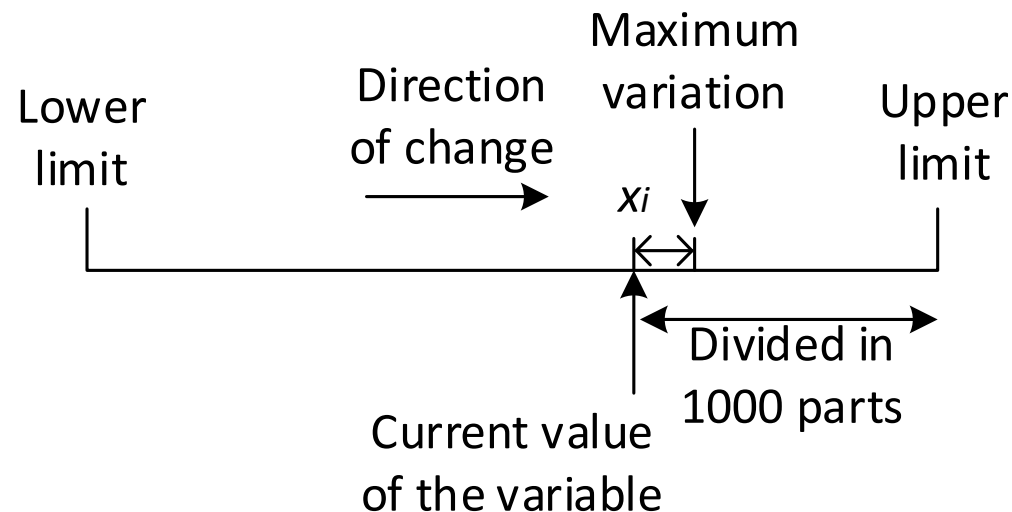 Lower
limit
Direction
of change
Maximum
variation
Upper
limit
xi
Divided in
1000 parts
Current value
of the variable